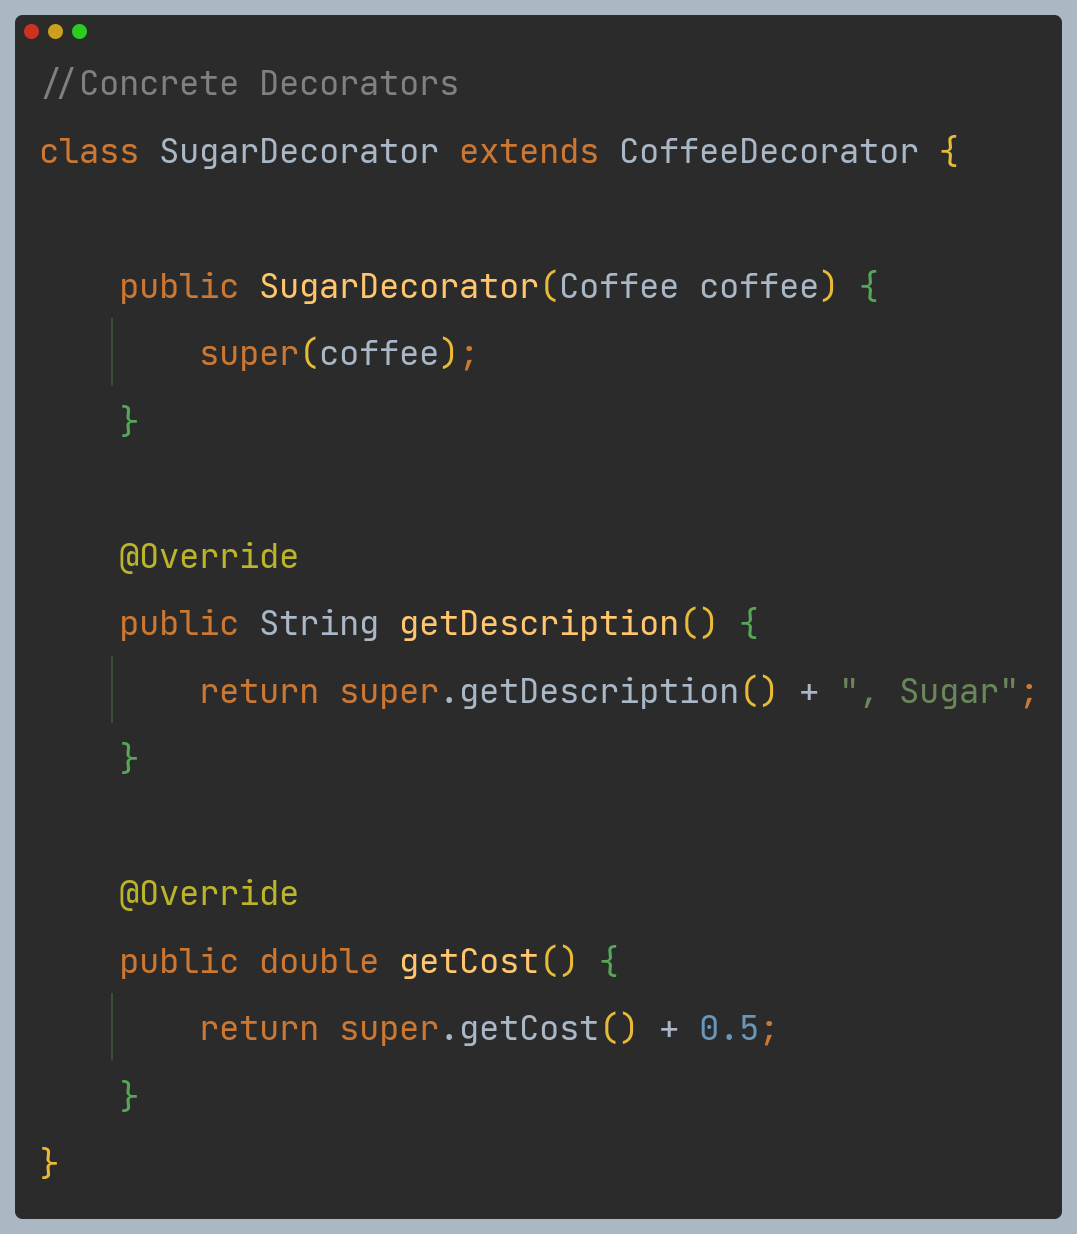 //Concrete Decorators
class SugarDecorator extends CoffeeDecorator {
    public SugarDecorator(Coffee coffee) {
        super(coffee);
    }
    @Override
    public String getDescription() {
        return super.getDescription() + ", Sugar";
    }
    @Override
    public double getCost() {
        return super.getCost() + 0.5;
    }
}